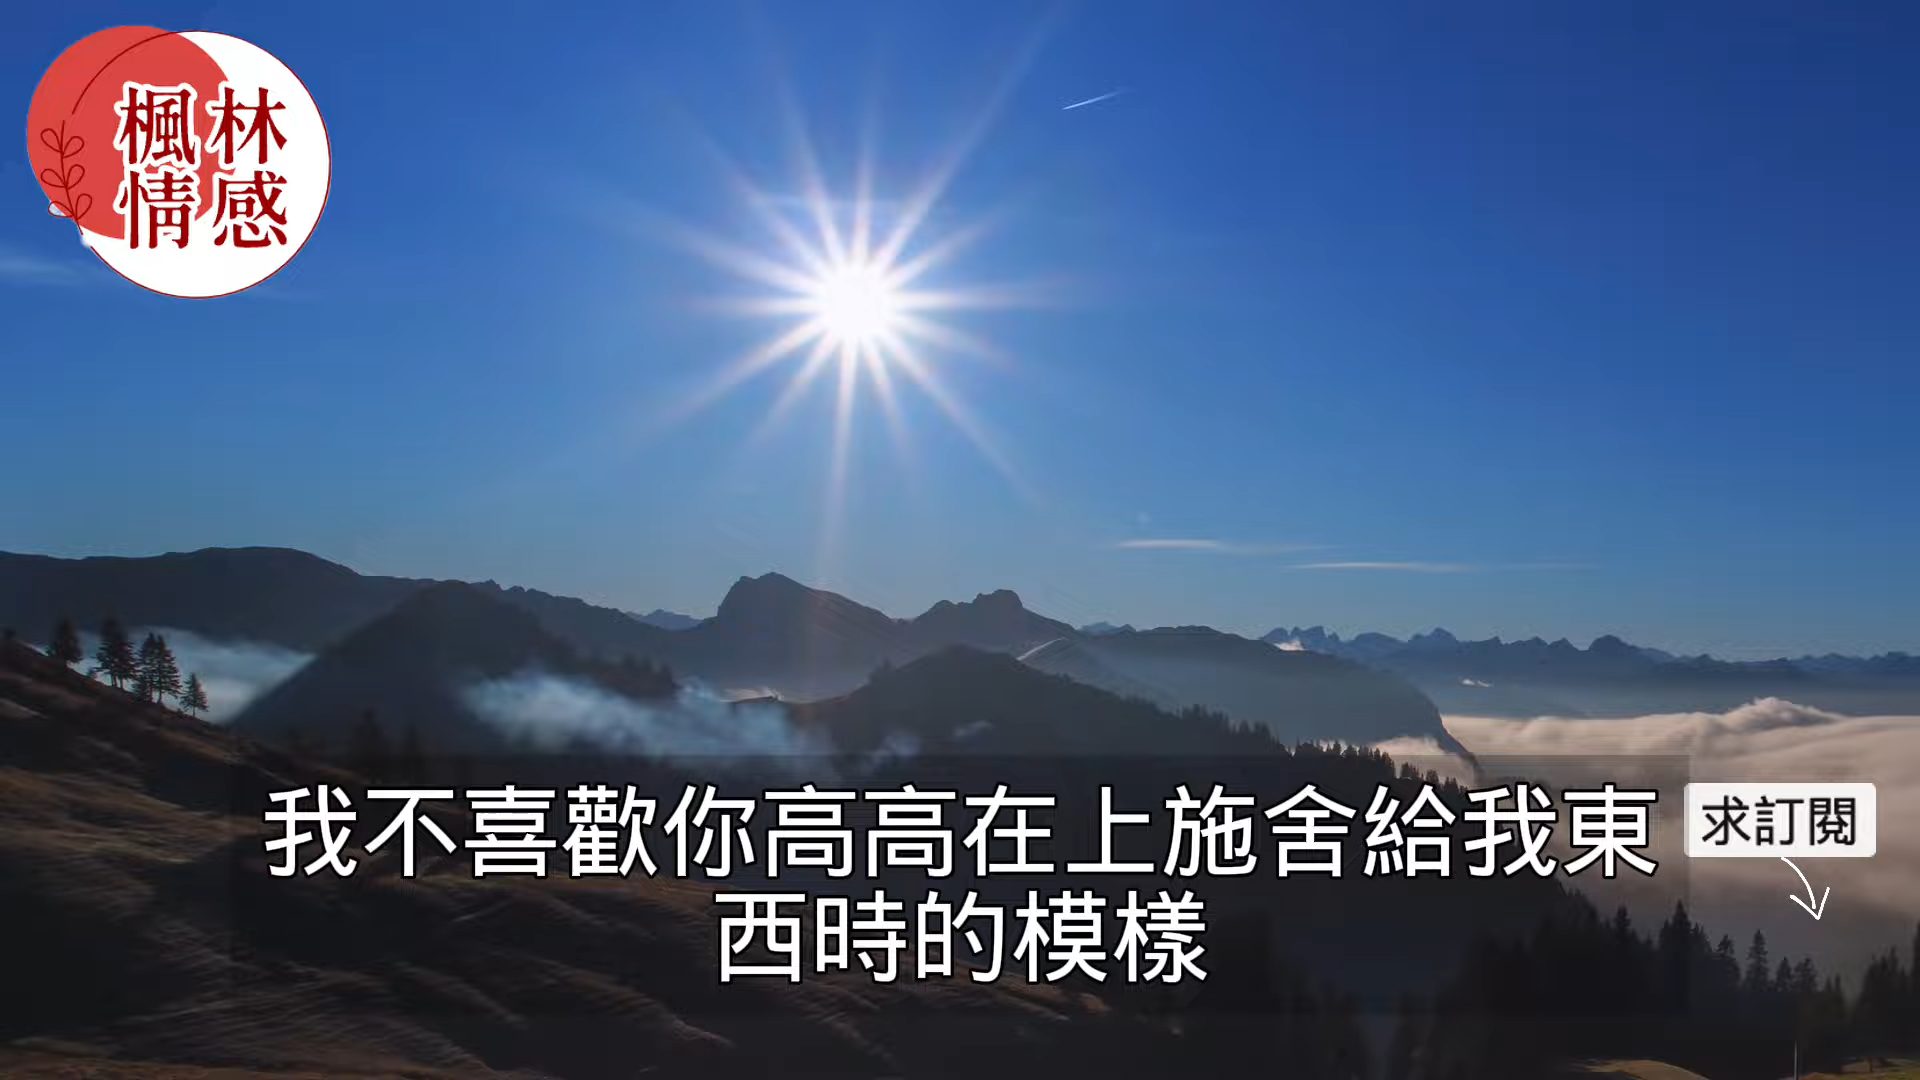 楓林
情感
我不喜歡你高高在上施舍給我東
西時的模樣
求訂閱